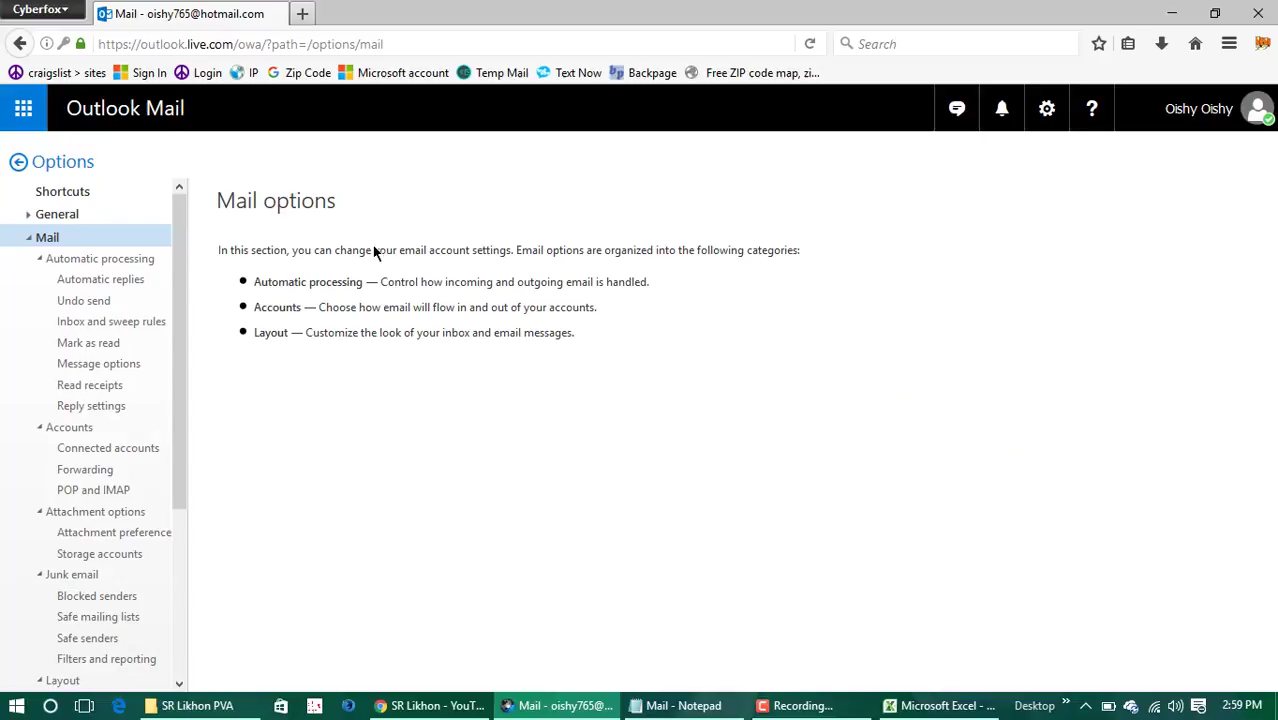 Cyberfox
Mail - oishy765@hotmail.com
https://outlook.live.com/owa/?path=/options/mail
Search
craigslist > sites
Sign In
Login
IP
Zip Code
Microsoft account
Temp Mail
Text Now
Backpage
Free ZIP code map, zi...
Outlook Mail
?
Oishy Oishy
Options
Shortcuts
General
Mail
Automatic processing
Automatic replies
Undo send
Inbox and sweep rules
Mark as read
Message options
Read receipts
Reply settings
Accounts
Connected accounts
Forwarding
POP and IMAP
Attachment options
Attachment preference
Storage accounts
Junk email
Blocked senders
Safe mailing lists
Safe senders
Filters and reporting
Layout
Mail options
In this section, you can change your email account settings. Email options are organized into the following categories:
Automatic processing — Control how incoming and outgoing email is handled.
Accounts — Choose how email will flow in and out of your accounts.
Layout — Customize the look of your inbox and email messages.
SR Likhon PVA
SR Likhon - YouT...
Mail - oishy765@...
Mail - Notepad
Recording...
Microsoft Excel - ...
Desktop
2:59 PM